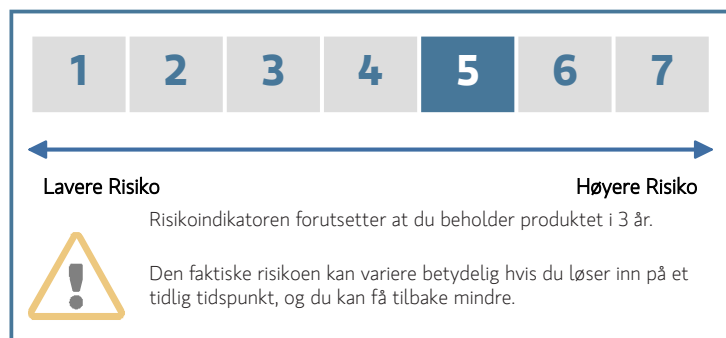 1 2 3 4 5 6 7
Lavere Risiko Høyere Risiko
Risikoindikatoren forutsetter at du beholder produktet i 3 år.
Den faktiske risikoen kan variere betydelig hvis du løser inn på et
tidlig tidspunkt, og du kan få tilbake mindre.